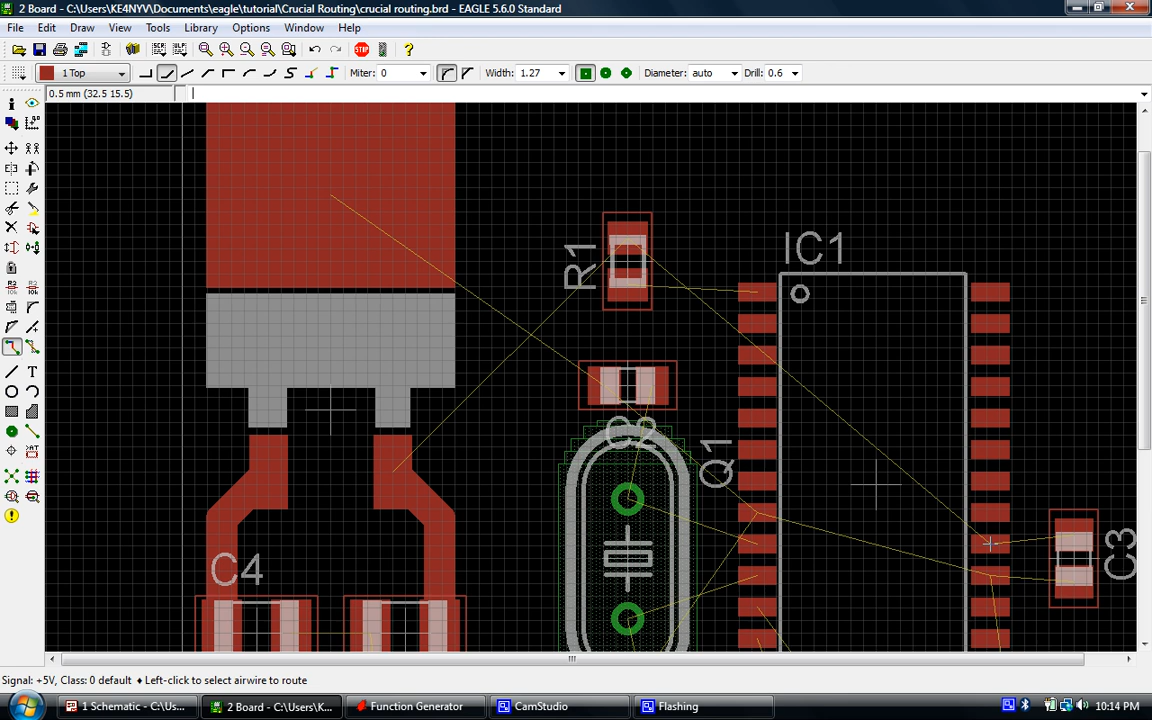 2 Board - C:\Users\KE4NYV\Documents\eagle\tutorial\Crucial Routing\crucial routing.brd - EAGLE 5.6.0 Standard
File Edit Draw View Tools Library Options Window Help
SCR ULP STOP ?
1 Top Miter: 0 Width: 1.27 Diameter: auto Drill: 0.6
0.5 mm (32.5 15.5)
IC1
R1
Q1
C3
C4
Signal: +5V, Class: 0 default ♦ Left-click to select airwire to route
1 Schematic - C:\Us... 2 Board - C:\Users\K... Function Generator CamStudio Flashing 10:14 PM